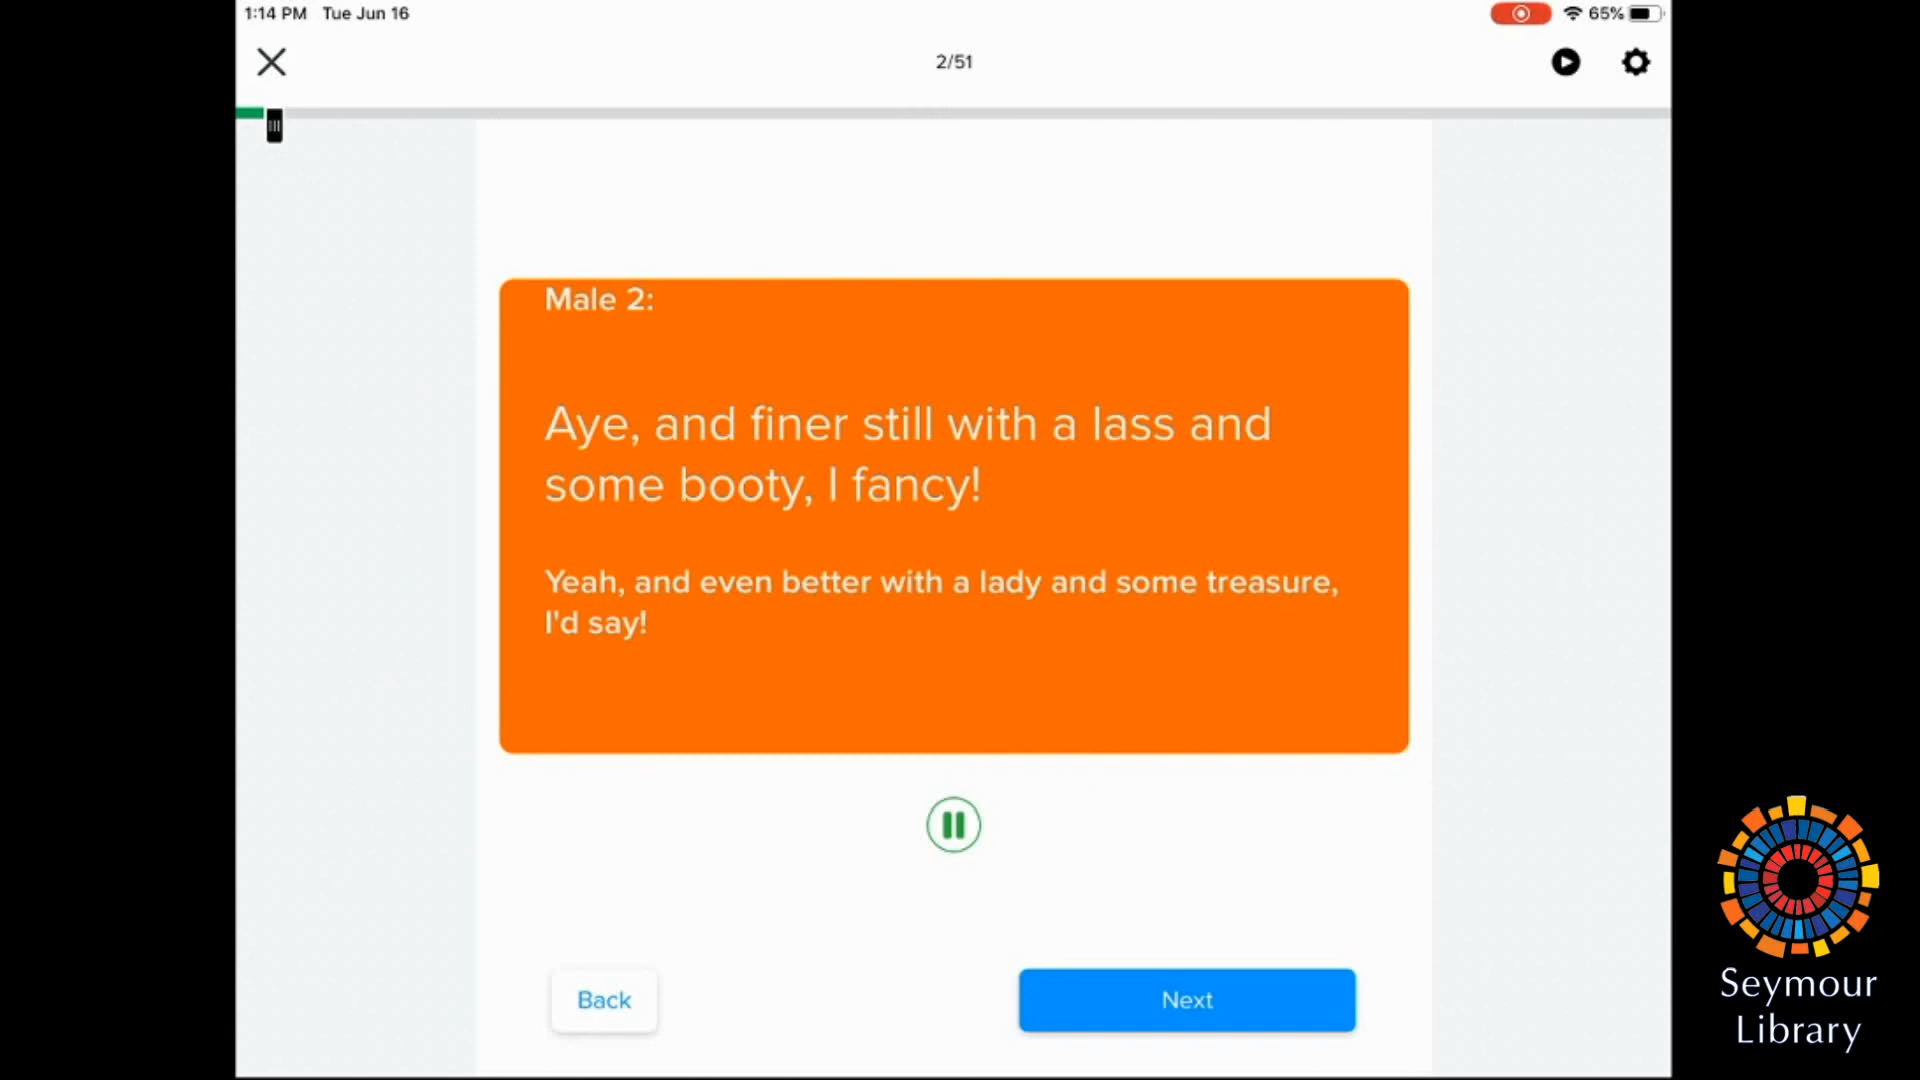 1:14 PM Tue Jun 16
65%
2/51
Male 2:
Aye, and finer still with a lass and
some booty, I fancy!
Yeah, and even better with a lady and some treasure,
I'd say!
Back
Next
Seymour
Library